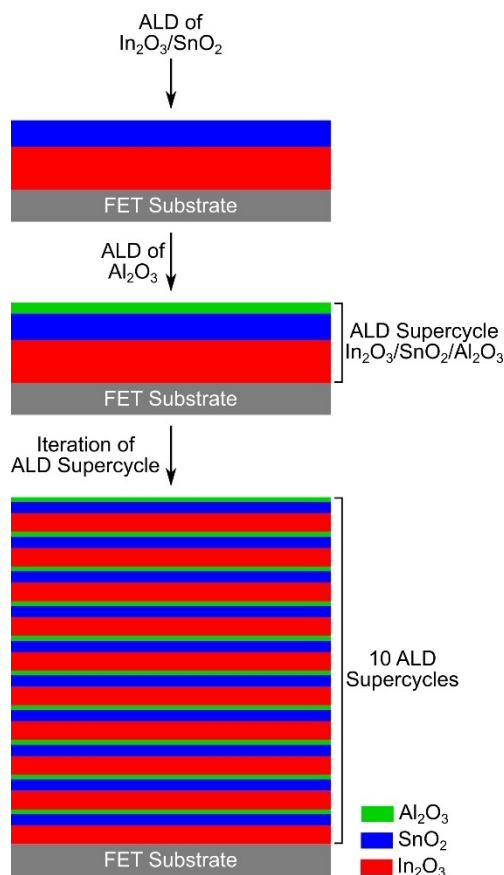 ALD of
In₂O₃/SnO₂
FET Substrate
ALD of
Al₂O₃
ALD Supercycle
In₂O₃/SnO₂/Al₂O₃
FET Substrate
Iteration of
ALD Supercycle
10 ALD
Supercycles
Al₂O₃
SnO₂
In₂O₃
FET Substrate